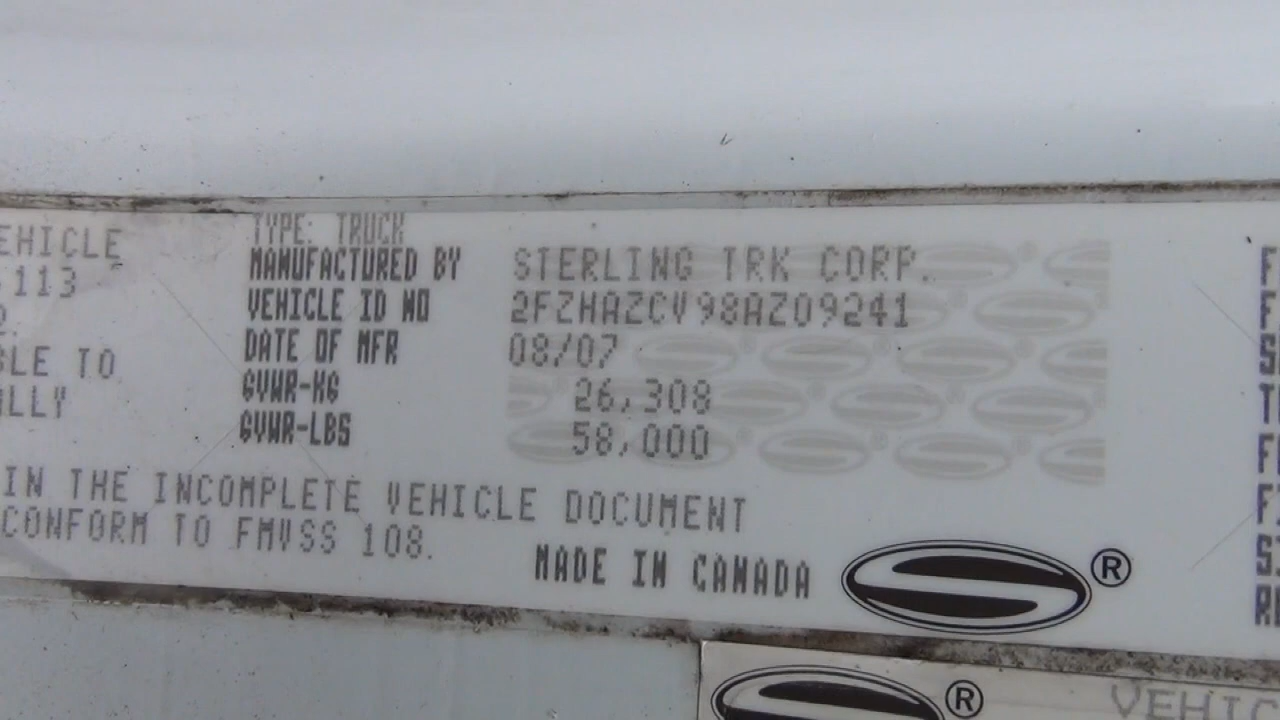 EHICLE
113
BLE TO
ALLY
TYPE: TRUCK
MANUFACTURED BY STERLING TRK CORP.
VEHICLE ID NO 2FZHAZCV98AZ09241
DATE OF MFR 08/07
GVWR-KG 26,308
GVWR-LBS 58,000
IN THE INCOMPLETE VEHICLE DOCUMENT
CONFORM TO FMVSS 108.
MADE IN CANADA
®
®
VEHIC